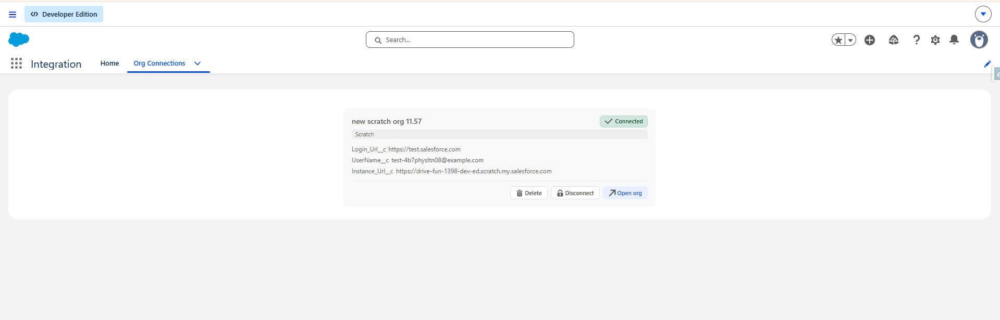 Developer Edition
Search...
Integration Home Org Connections
new scratch org 11.57 Connected
Scratch
Login_Url__c https://test.salesforce.com
UserName__c test-4b7physltn08@example.com
Instance_Url__c https://drive-fun-1398-dev-ed.scratch.my.salesforce.com
Delete Disconnect Open org